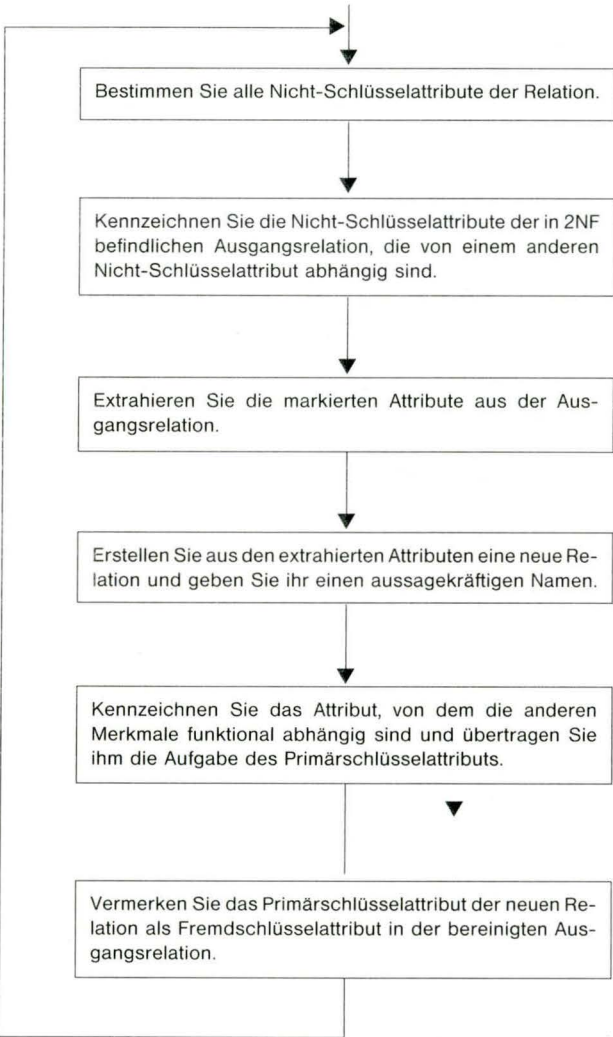 Bestimmen Sie alle Nicht-Schlüsselattribute der Relation.
Kennzeichnen Sie die Nicht-Schlüsselattribute der in 2NF
befindlichen Ausgangsrelation, die von einem anderen
Nicht-Schlüsselattribut abhängig sind.
Extrahieren Sie die markierten Attribute aus der Aus-
gangsrelation.
Erstellen Sie aus den extrahierten Attributen eine neue Re-
lation und geben Sie ihr einen aussagekräftigen Namen.
Kennzeichnen Sie das Attribut, von dem die anderen
Merkmale funktional abhängig sind und übertragen Sie
ihm die Aufgabe des Primärschlüsselattributs.
Vermerken Sie das Primärschlüsselattribut der neuen Re-
lation als Fremdschlüsselattribut in der bereinigten Aus-
gangsrelation.